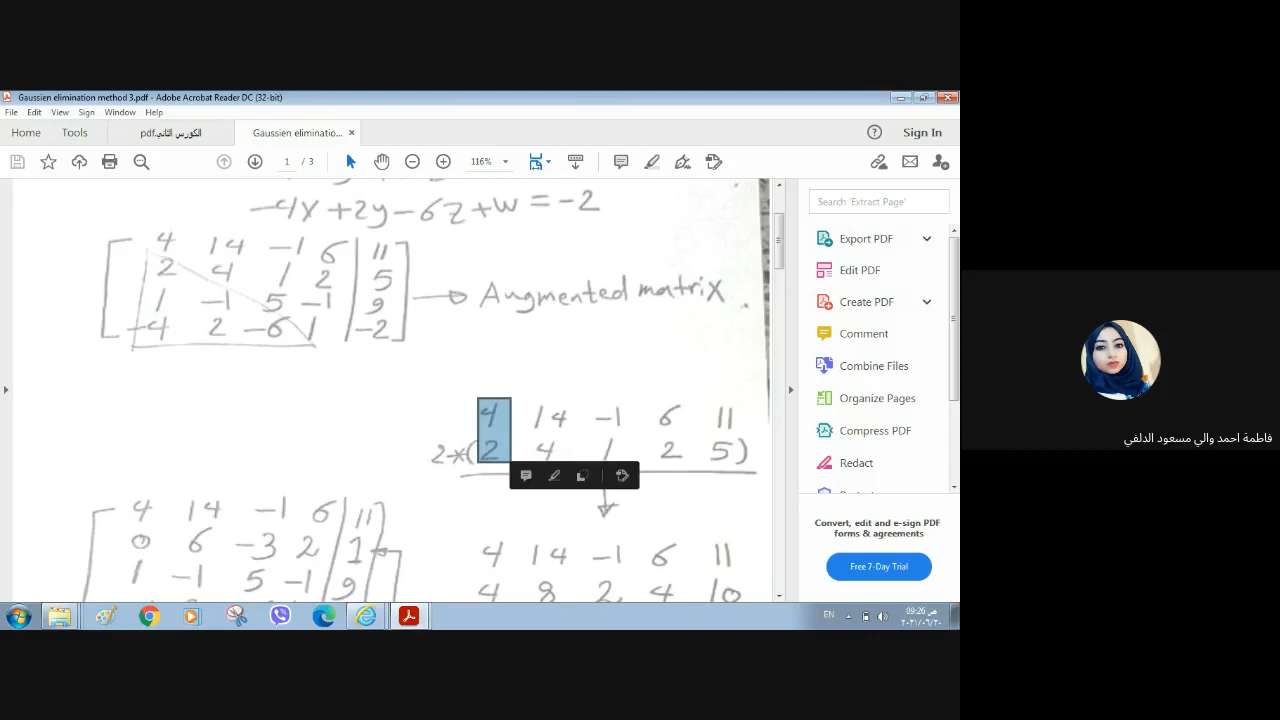 Gaussien elimination method 3.pdf - Adobe Acrobat Reader DC (32-bit)
File Edit View Sign Window Help
Home Tools الكورس الثاني.pdf Gaussien eliminatio... × Sign In
1 / 3 116%
-4x + 2y - 6z + w = -2
4 14 -1 6 | 11
2 4 1 2 | 5
1 -1 5 -1 | 9
-4 2 -6 1 | -2
→ Augmented matrix .
4 14 -1 6 11
2*( 2 4 1 2 5 )
4 14 -1 6 | 11
0 6 -3 2 | 1
1 -1 5 -1 | 9
4 14 -1 6 11
4 8 2 4 10
Search 'Extract Page'
Export PDF
Edit PDF
Create PDF
Comment
Combine Files
Organize Pages
Compress PDF
Redact
Convert, edit and e-sign PDF
forms & agreements
Free 7-Day Trial
EN
09:26 ص
٢٠٢١/٠٦/٢٠
فاطمة احمد والي مسعود الدلفي